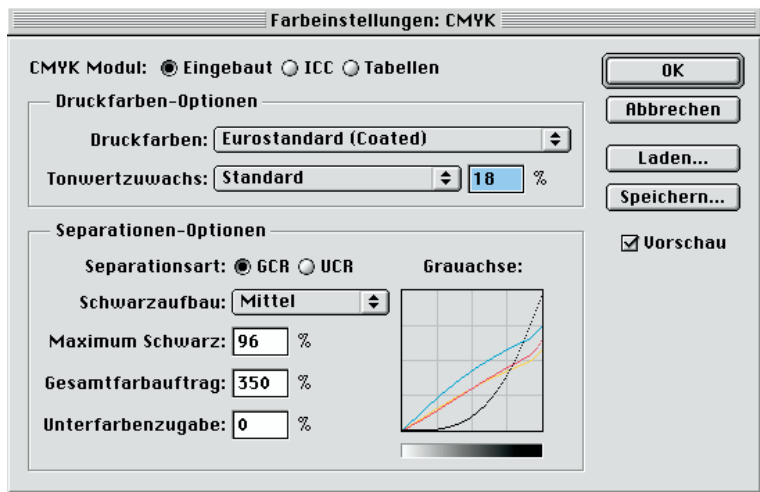 Farbeinstellungen: CMYK
CMYK Modul: Eingebaut ICC Tabellen
OK
Druckfarben-Optionen
Abbrechen
Druckfarben: Eurostandard (Coated)
Laden...
Tonwertzuwachs: Standard 18 %
Speichern...
Separationen-Optionen
Vorschau
Separationsart: GCR UCR Grauachse:
Schwarzaufbau: Mittel
Maximum Schwarz: 96 %
Gesamtfarbauftrag: 350 %
Unterfarbenzugabe: 0 %